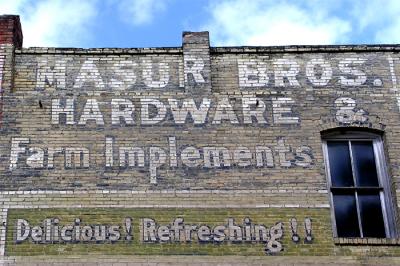 MASUR BROS.
HARDWARE &
Farm Implements
Delicious! Refreshing!!